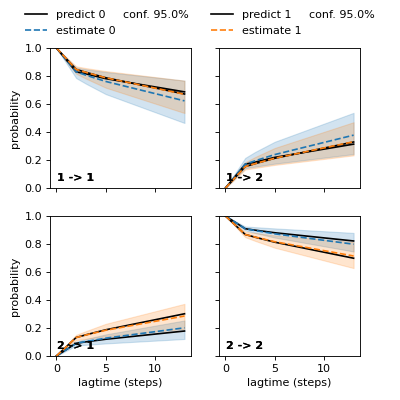 predict 0 conf. 95.0% predict 1 conf. 95.0%
estimate 0 estimate 1
1.0
0.8
0.6
0.4
0.2
0.0
probability
1 -> 1
1 -> 2
1.0
0.8
0.6
0.4
0.2
0.0
probability
2 -> 1
2 -> 2
0 5 10 0 5 10
lagtime (steps) lagtime (steps)